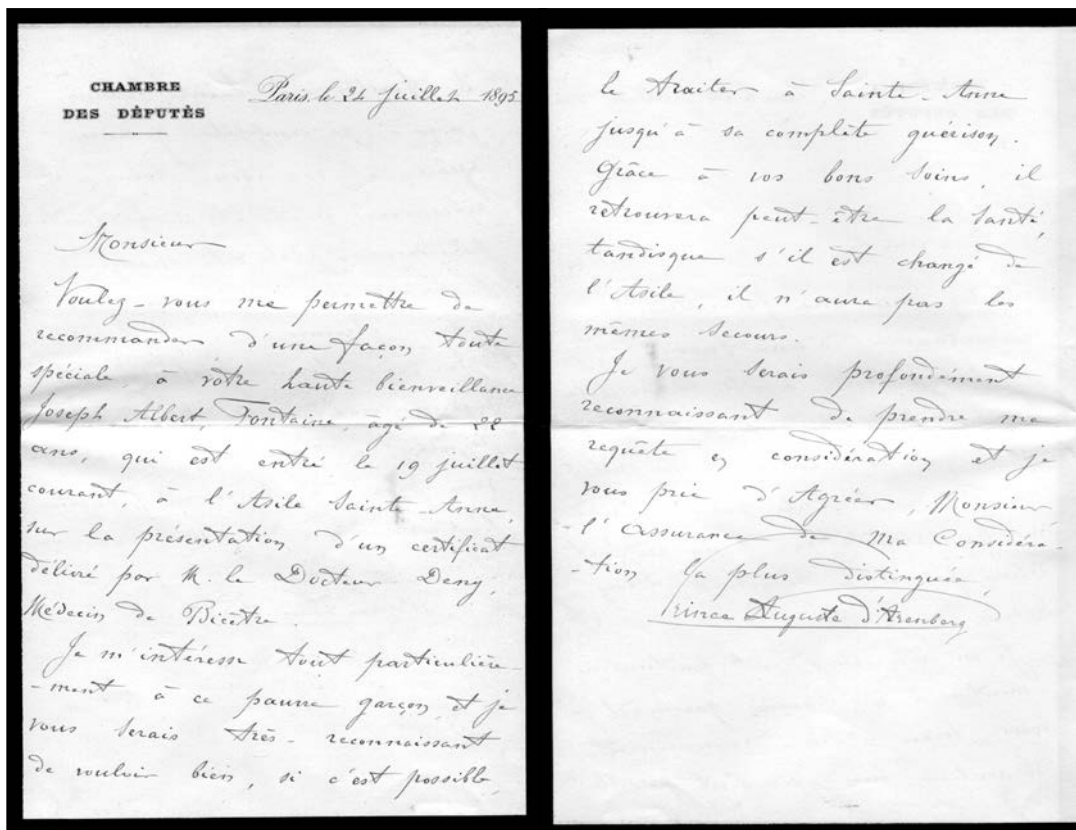 CHAMBRE
DES DÉPUTÉS
Paris, le 24 Juillet 1895
Monsieur
Voulez-vous me permettre de
recommander d'une façon toute
spéciale, à votre haute bienveillance
Joseph Albert, Fontaine, âgé de 22
ans, qui est entré le 19 juillet
courant, à l'Asile Sainte-Anne,
sur la présentation d'un certificat
délivré par M. le Docteur Deny,
Médecin de Bicêtre.
Je m'intéresse tout particulière-
-ment à ce pauvre garçon, et je
vous serais très-reconnaissant
de vouloir bien, si c'est possible,
le traiter à Sainte-Anne
jusqu'à sa complète guérison.
Grâce à vos bons soins, il
retrouvera peut-être la santé,
tandisque s'il est changé de
l'Asile, il n'aura pas les
mêmes secours.
Je vous serais profondément
reconnaissant de prendre ma
requête en considération et je
vous prie d'Agréer, Monsieur
l'assurance de Ma Considéra-
-tion la plus distinguée,
Prince Auguste d'Arenberg